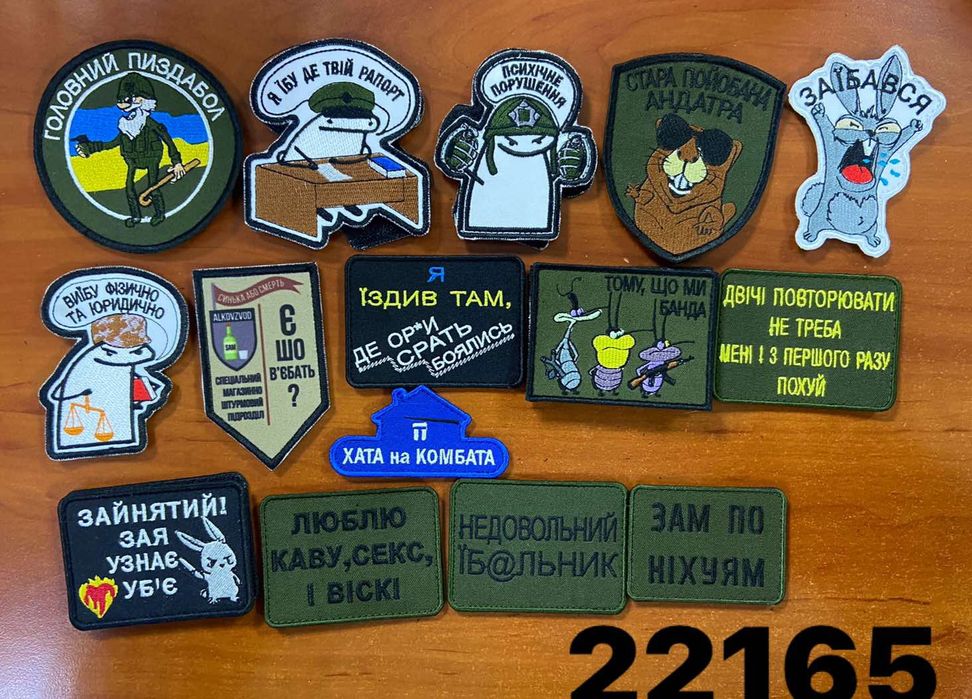 ГОЛОВНИЙ ПИЗДАБОЛ
Я ЇБУ ДЕ ТВІЙ РАПОРТ
ПСИХІЧНЕ
ПОРУШЕННЯ
СТАРА ПОЙОБАНА
АНДАТРА
ЗАЇБАВСЯ
ВИЇБУ ФІЗИЧНО
ТА ЮРИДИЧНО
СИНЬКА АБО СМЕРТЬ
ALKOVZVOD
SAM
СПЕЦІАЛЬНИЙ
МАГАЗИННО
ШТУРМОВИЙ
ПІДРОЗДІЛ
Є
ШО
В'ЄБАТЬ
?
Я
ЇЗДИВ ТАМ,
ДЕ ОР*И
СРАТЬ
БОЯЛИСЬ
ТОМУ, ЩО МИ
БАНДА
ДВІЧІ ПОВТОРЮВАТИ
НЕ ТРЕБА
МЕНІ І З ПЕРШОГО РАЗУ
ПОХУЙ
ХАТА на КОМБАТА
ЗАЙНЯТИЙ!
ЗАЯ
УЗНАЄ
УБ'Є
ЛЮБЛЮ
КАВУ,СЕКС,
І ВІСКІ
НЕДОВОЛЬНИЙ
ЇБ@ЛЬНИК
ЗАМ ПО
НІХУЯМ
22165